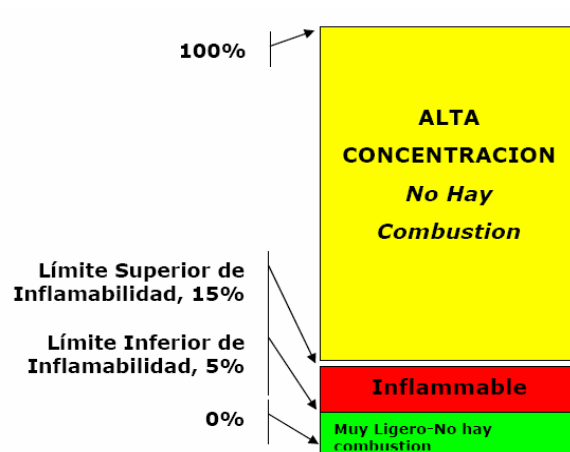 100%
ALTA
CONCENTRACION
No Hay
Combustion
Límite Superior de
Inflamabilidad, 15%
Límite Inferior de
Inflamabilidad, 5%
Inflammable
0%
Muy Ligero-No hay
combustion